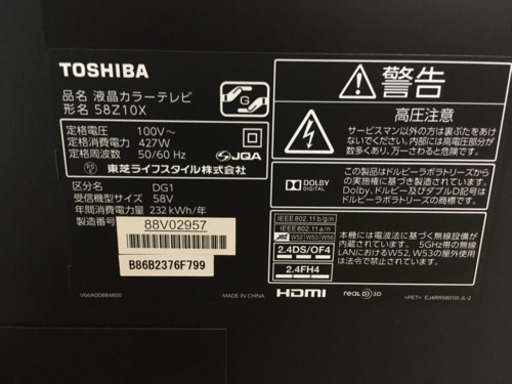 TOSHIBA
品名 液晶カラーテレビ
形名 58Z10X
定格電圧 100V~
定格消費電力 427W
定格周波数 50/60 Hz
JQA
東芝ライフスタイル株式会社
区分名 DG1
受信機型サイズ 58V
年間消費電力量 232 kWh/年
製造番号
88V02957
B86B2376F799
V66A00884800
MADE IN CHINA
G
警告
高圧注意
サービスマン以外の方は裏ぶたをあけ
ないでください。内部には高電圧部分が
数多くあり、万一さわると危険です。
DOLBY
DIGITAL
この製品はドルビーラボラトリーズから
の実施権に基づき製造されています。
Dolby、ドルビー及びダブルD記号は
ドルビーラボラトリーズの商標です。
IEEE802.11b/g/n
IEEE802.11a/n
W52 W53 W56
2.4DS/OF4
2.4FH4
本機には電波法に基づく無線設備が
内蔵されています。5GHz帯の無線
LANにおけるW52、W53の屋外使用
は法令により禁止されています。
HDMI
REAL D 3D
>PET<